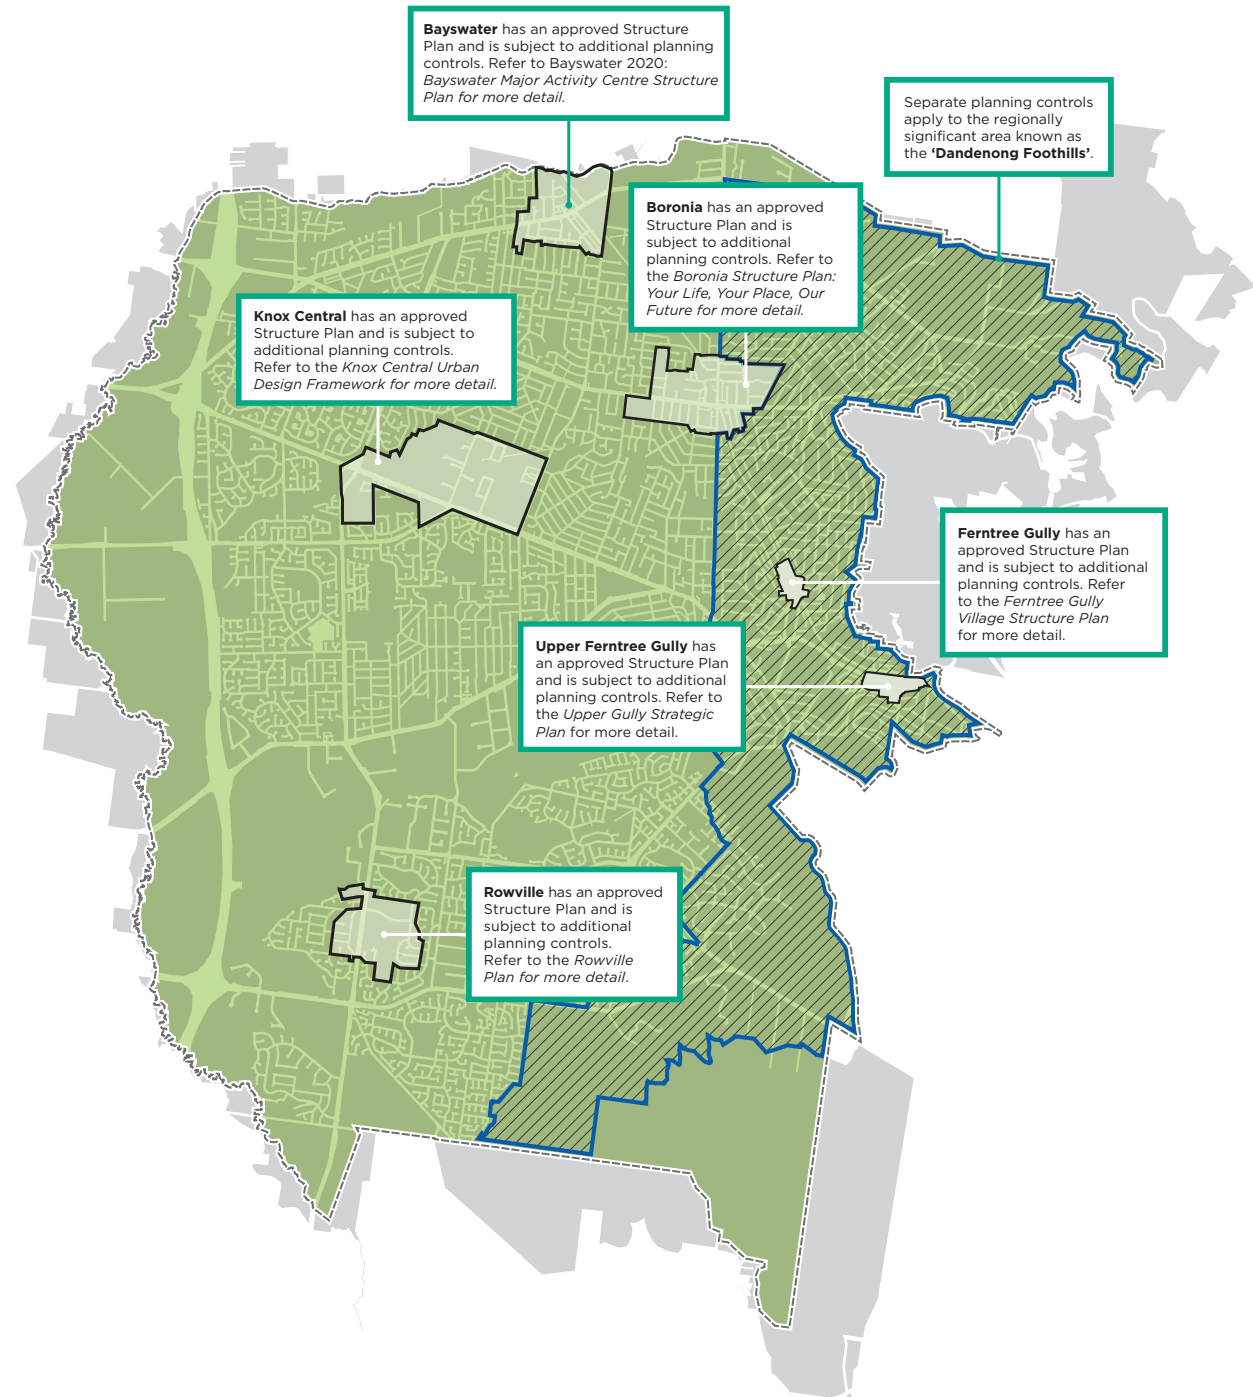 Bayswater has an approved Structure
Plan and is subject to additional planning
controls. Refer to Bayswater 2020:
Bayswater Major Activity Centre Structure
Plan for more detail.
Separate planning controls
apply to the regionally
significant area known as
the ‘Dandenong Foothills’.
Boronia has an approved
Structure Plan and is
subject to additional
planning controls. Refer to
the Boronia Structure Plan:
Your Life, Your Place, Our
Future for more detail.
Knox Central has an approved
Structure Plan and is subject to
additional planning controls.
Refer to the Knox Central Urban
Design Framework for more detail.
Ferntree Gully has an
approved Structure Plan
and is subject to additional
planning controls. Refer
to the Ferntree Gully
Village Structure Plan
for more detail.
Upper Ferntree Gully has
an approved Structure Plan
and is subject to additional
planning controls. Refer to
the Upper Gully Strategic
Plan for more detail.
Rowville has an approved
Structure Plan and is
subject to additional
planning controls.
Refer to the Rowville
Plan for more detail.